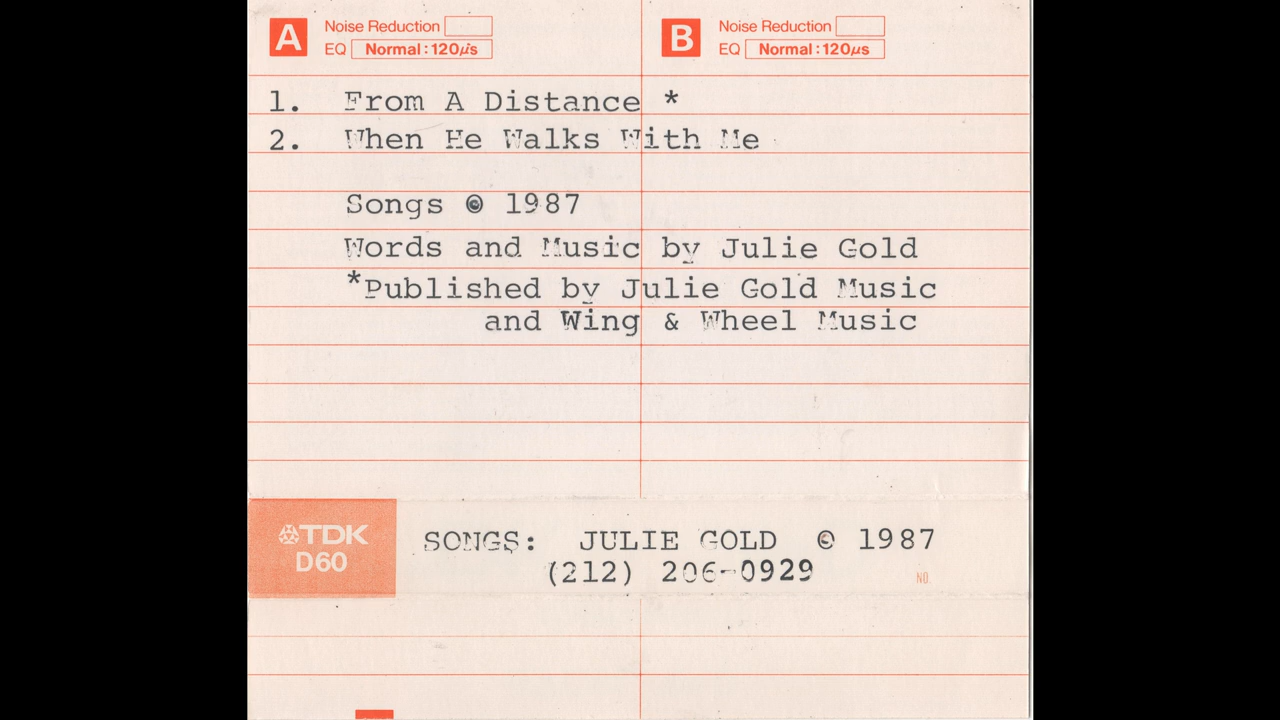 A Noise Reduction
EQ Normal : 120μs
B Noise Reduction
EQ Normal : 120μs
1. From A Distance *
2. When He Walks With Me
Songs © 1987
Words and Music by Julie Gold
*Published by Julie Gold Music
and Wing & Wheel Music
TDK
D60
SONGS: JULIE GOLD © 1987
(212) 206-0929
NO.